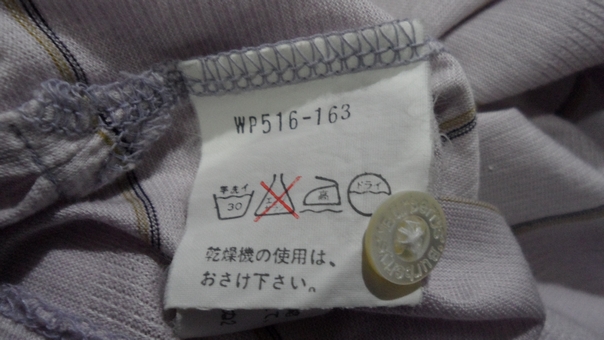 WP516-163
手洗イ
30
高
ドライ
乾燥機の使用は、
おさけ下さい。